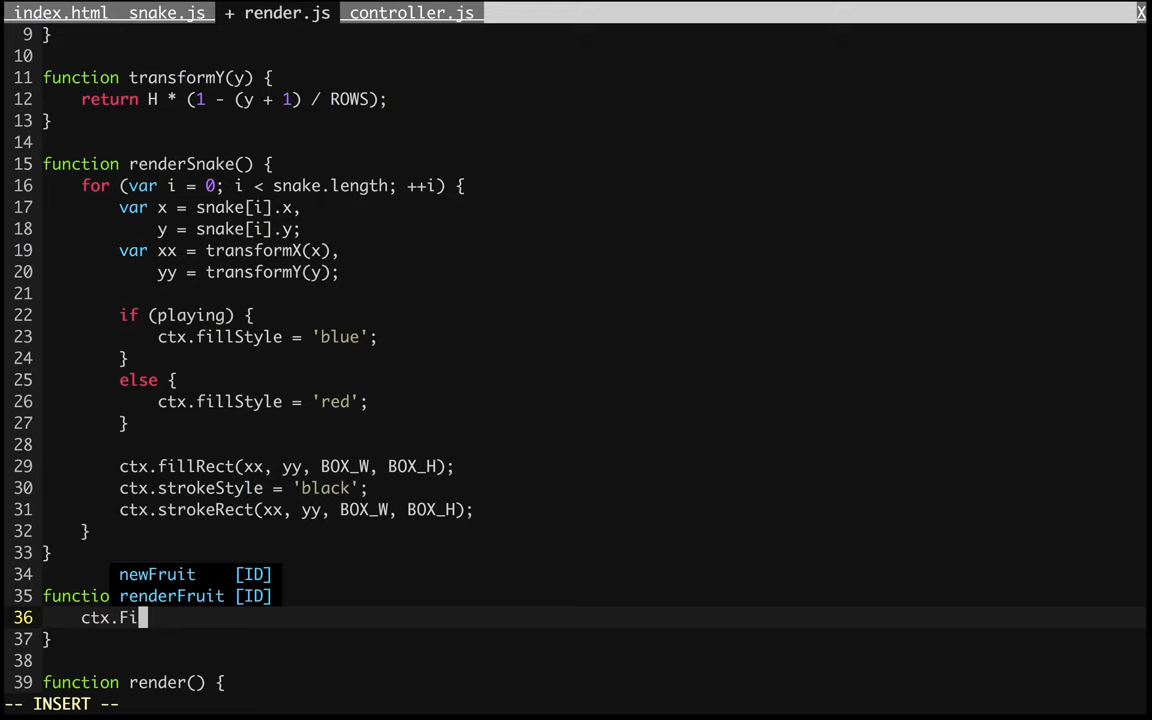 index.html snake.js + render.js controller.js X
9 }
10
11 function transformY(y) {
12     return H * (1 - (y + 1) / ROWS);
13 }
14
15 function renderSnake() {
16     for (var i = 0; i < snake.length; ++i) {
17         var x = snake[i].x,
18             y = snake[i].y;
19         var xx = transformX(x),
20             yy = transformY(y);
21
22         if (playing) {
23             ctx.fillStyle = 'blue';
24         }
25         else {
26             ctx.fillStyle = 'red';
27         }
28
29         ctx.fillRect(xx, yy, BOX_W, BOX_H);
30         ctx.strokeStyle = 'black';
31         ctx.strokeRect(xx, yy, BOX_W, BOX_H);
32     }
33 }
34 newFruit [ID]
35 functio renderFruit [ID]
36     ctx.Fi
37 }
38
39 function render() {
-- INSERT --